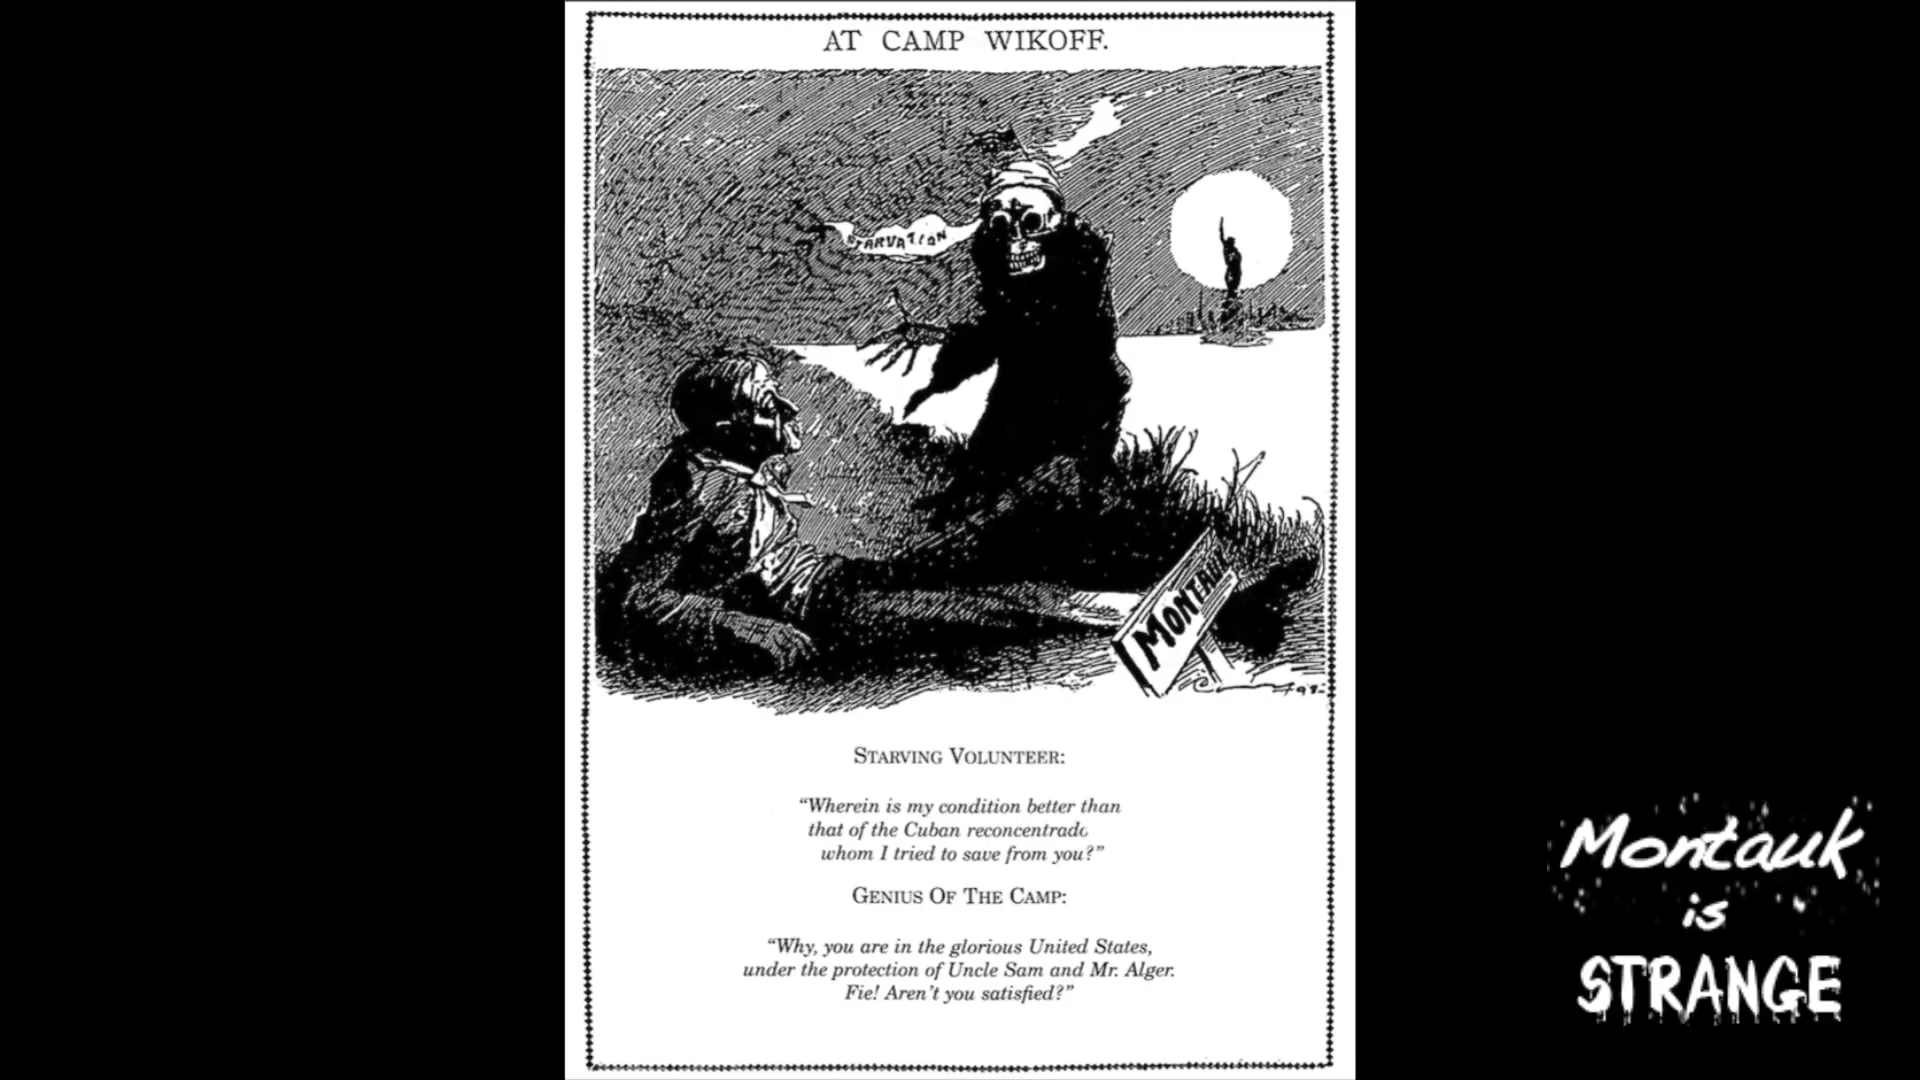 AT CAMP WIKOFF.
STARVATION
MONTAUK
STARVING VOLUNTEER:
“Wherein is my condition better than
that of the Cuban reconcentrado
whom I tried to save from you?”
GENIUS OF THE CAMP:
“Why, you are in the glorious United States,
under the protection of Uncle Sam and Mr. Alger.
Fie! Aren’t you satisfied?”
Montauk
is
STRANGE